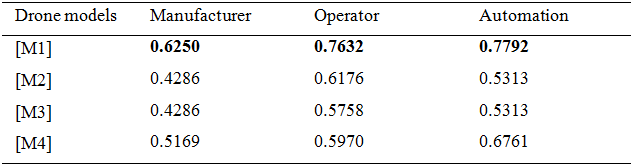 Drone models Manufacturer Operator Automation
[M1] 0.6250 0.7632 0.7792
[M2] 0.4286 0.6176 0.5313
[M3] 0.4286 0.5758 0.5313
[M4] 0.5169 0.5970 0.6761